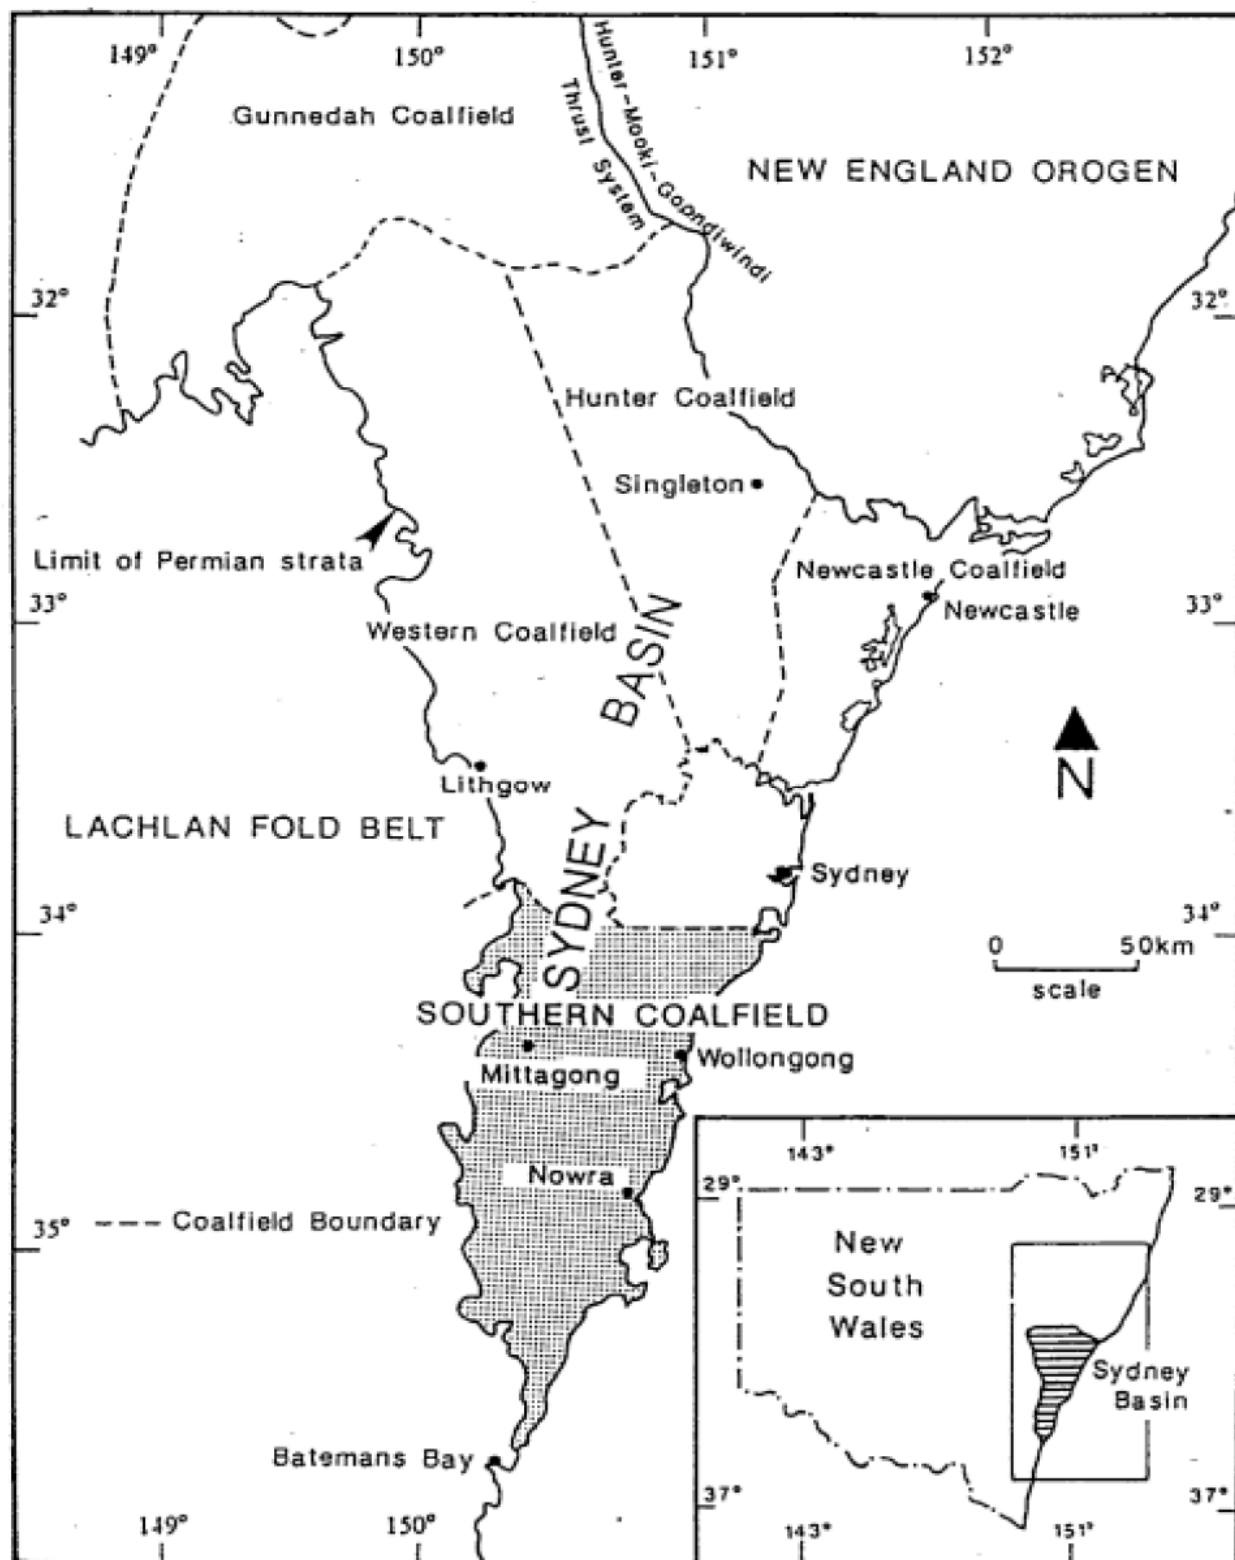 149°
150°
151°
152°
Gunnedah Coalfield
Hunter-Mooki-Goondiwindi
Thrust System
NEW ENGLAND OROGEN
32°
32°
Hunter Coalfield
Singleton
Limit of Permian strata
Newcastle Coalfield
Newcastle
33°
33°
Western Coalfield
SYDNEY BASIN
Lithgow
N
LACHLAN FOLD BELT
Sydney
34°
34°
0 50km
scale
SOUTHERN COALFIELD
Mittagong
Wollongong
Nowra
35°
Coalfield Boundary
Batemans Bay
149°
150°
143°
151°
29°
29°
New
South
Wales
Sydney
Basin
37°
37°
143°
151°